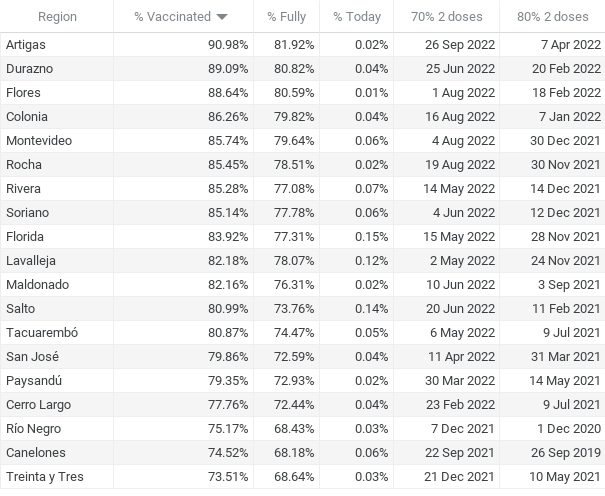 Region % Vaccinated % Fully % Today 70% 2 doses 80% 2 doses
Artigas 90.98% 81.92% 0.02% 26 Sep 2022 7 Apr 2022
Durazno 89.09% 80.82% 0.04% 25 Jun 2022 20 Feb 2022
Flores 88.64% 80.59% 0.01% 1 Aug 2022 18 Feb 2022
Colonia 86.26% 79.82% 0.04% 16 Aug 2022 7 Jan 2022
Montevideo 85.74% 79.64% 0.06% 4 Aug 2022 30 Dec 2021
Rocha 85.45% 78.51% 0.02% 19 Aug 2022 30 Nov 2021
Rivera 85.28% 77.08% 0.07% 14 May 2022 14 Dec 2021
Soriano 85.14% 77.78% 0.06% 4 Jun 2022 12 Dec 2021
Florida 83.92% 77.31% 0.15% 15 May 2022 28 Nov 2021
Lavalleja 82.18% 78.07% 0.12% 2 May 2022 24 Nov 2021
Maldonado 82.16% 76.31% 0.02% 10 Jun 2022 3 Sep 2021
Salto 80.99% 73.76% 0.14% 20 Jun 2022 11 Feb 2021
Tacuarembó 80.87% 74.47% 0.05% 6 May 2022 9 Jul 2021
San José 79.86% 72.59% 0.04% 11 Apr 2022 31 Mar 2021
Paysandú 79.35% 72.93% 0.02% 30 Mar 2022 14 May 2021
Cerro Largo 77.76% 72.44% 0.04% 23 Feb 2022 9 Jul 2021
Río Negro 75.17% 68.43% 0.03% 7 Dec 2021 1 Dec 2020
Canelones 74.52% 68.18% 0.06% 22 Sep 2021 26 Sep 2019
Treinta y Tres 73.51% 68.64% 0.03% 21 Dec 2021 10 May 2021